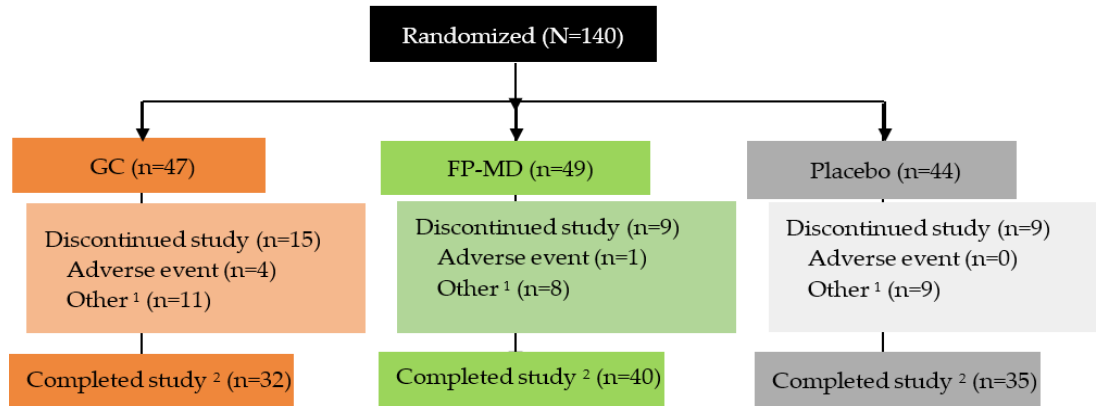 Randomized (N=140)
GC (n=47)
Discontinued study (n=15)
Adverse event (n=4)
Other ¹ (n=11)
Completed study ² (n=32)
FP-MD (n=49)
Discontinued study (n=9)
Adverse event (n=1)
Other ¹ (n=8)
Completed study ² (n=40)
Placebo (n=44)
Discontinued study (n=9)
Adverse event (n=0)
Other ¹ (n=9)
Completed study ² (n=35)